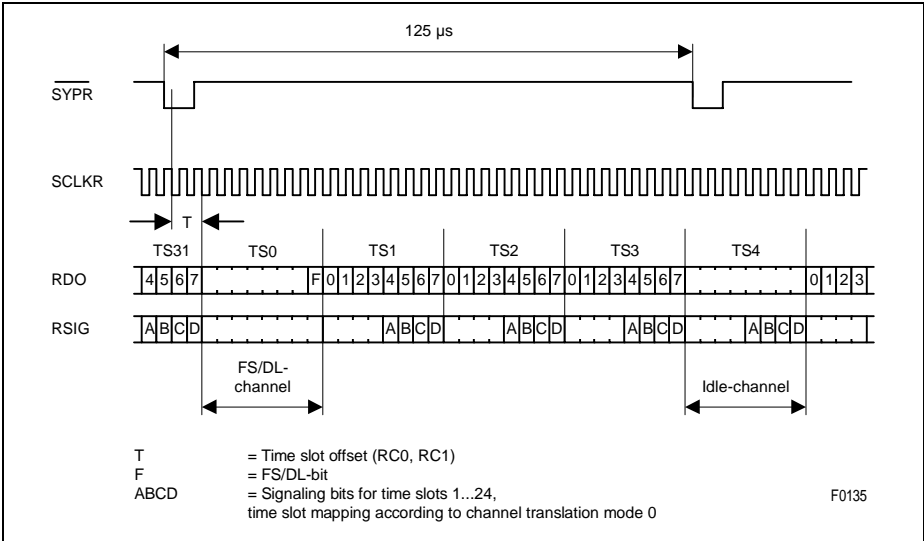 125 µs
SYPR
SCLKR
T
TS31 TS0 TS1 TS2 TS3 TS4
RDO 4 5 6 7 F 0 1 2 3 4 5 6 7 0 1 2 3 4 5 6 7 0 1 2 3 4 5 6 7 0 1 2 3
RSIG A B C D A B C D A B C D A B C D A B C D
FS/DL-
channel
Idle-channel
T = Time slot offset (RC0, RC1)
F = FS/DL-bit
ABCD = Signaling bits for time slots 1...24,
time slot mapping according to channel translation mode 0
F0135